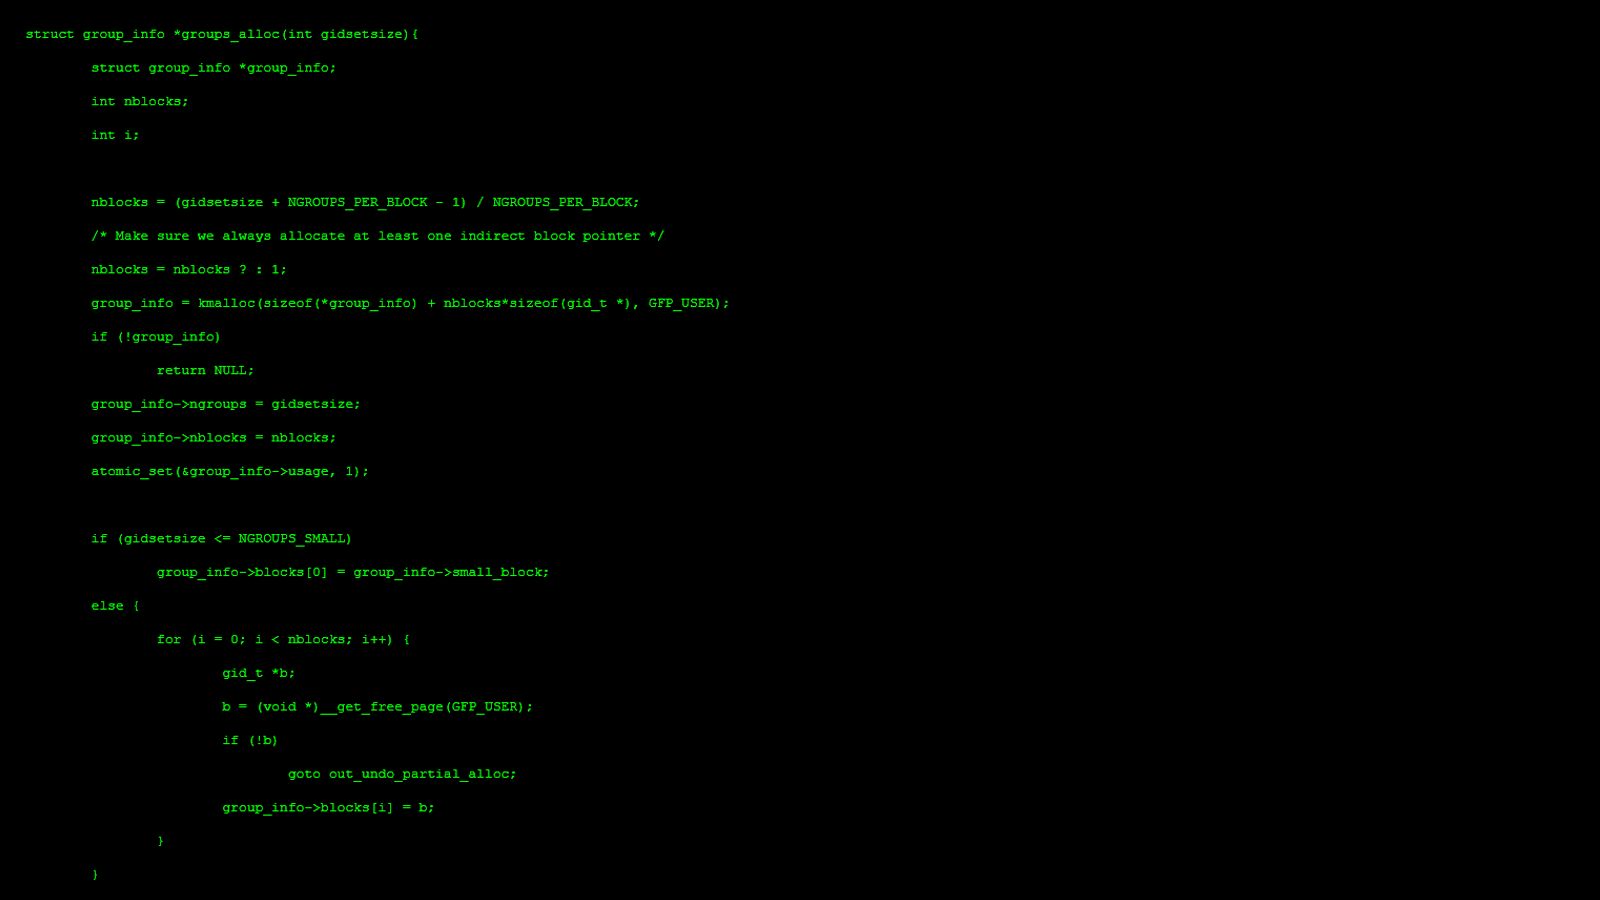 struct group_info *groups_alloc(int gidsetsize){
struct group_info *group_info;
int nblocks;
int i;
nblocks = (gidsetsize + NGROUPS_PER_BLOCK - 1) / NGROUPS_PER_BLOCK;
/* Make sure we always allocate at least one indirect block pointer */
nblocks = nblocks ? : 1;
group_info = kmalloc(sizeof(*group_info) + nblocks*sizeof(gid_t *), GFP_USER);
if (!group_info)
return NULL;
group_info->ngroups = gidsetsize;
group_info->nblocks = nblocks;
atomic_set(&group_info->usage, 1);
if (gidsetsize <= NGROUPS_SMALL)
group_info->blocks[0] = group_info->small_block;
else {
for (i = 0; i < nblocks; i++) {
gid_t *b;
b = (void *)__get_free_page(GFP_USER);
if (!b)
goto out_undo_partial_alloc;
group_info->blocks[i] = b;
}
}